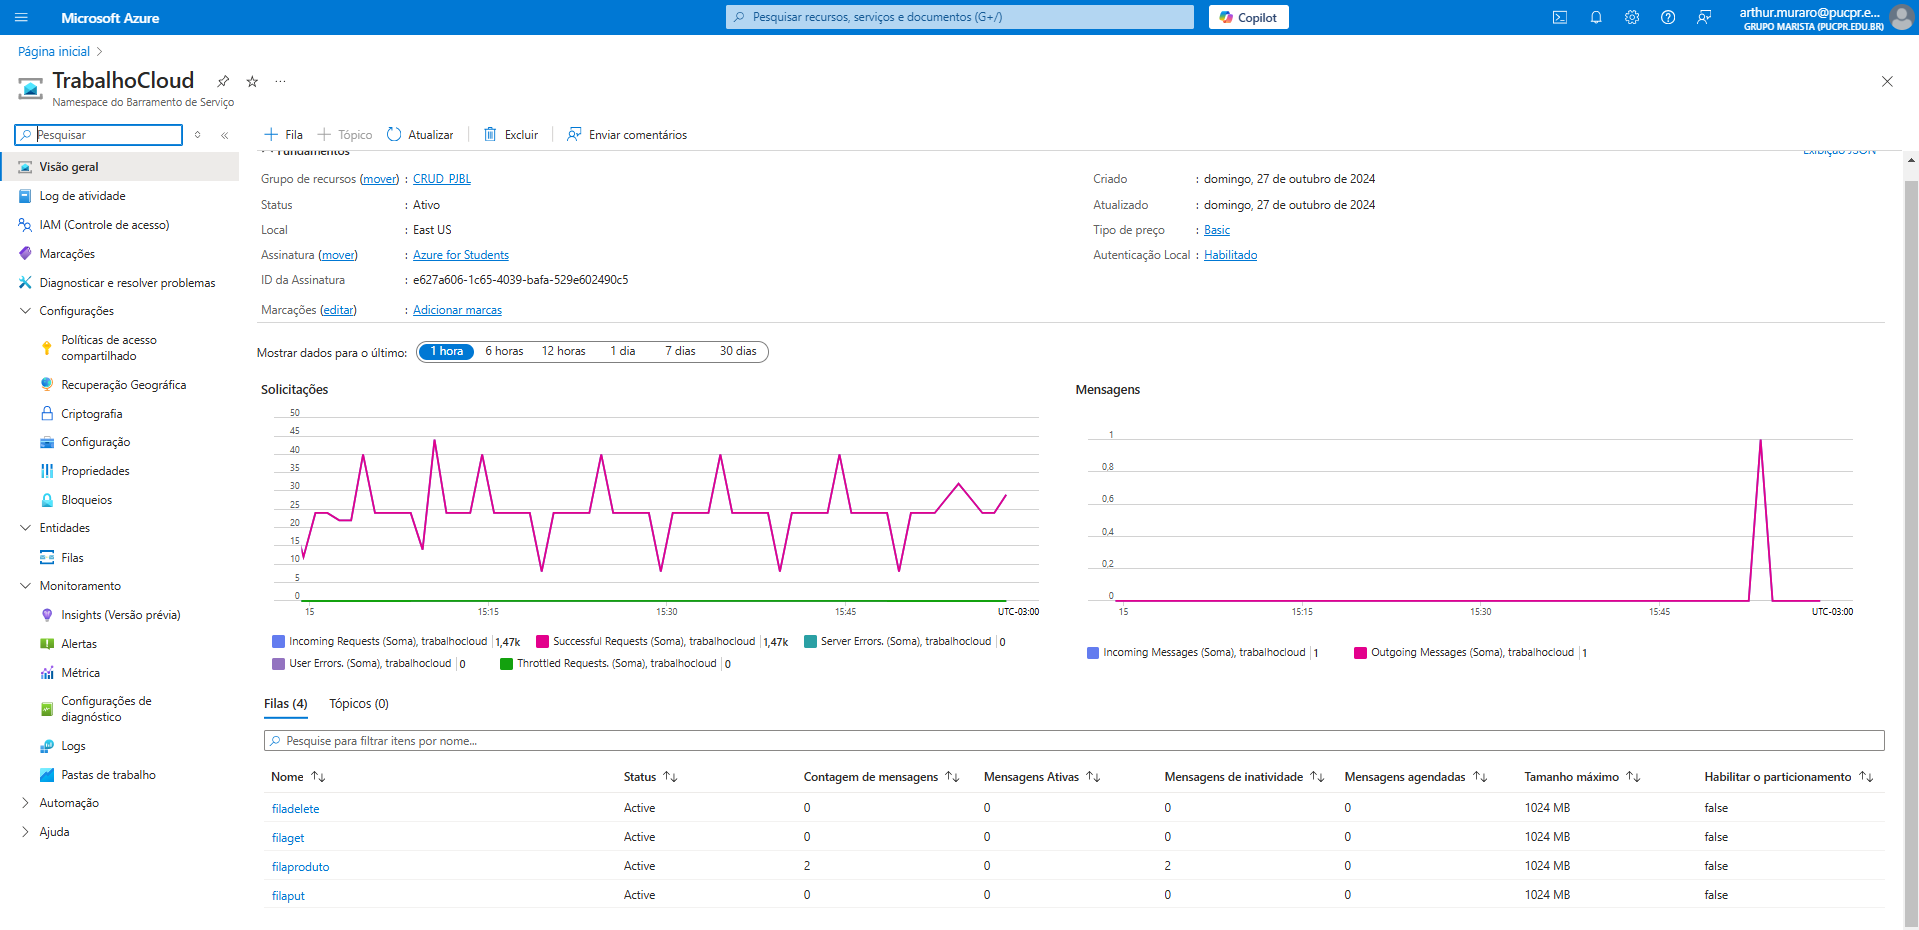 Microsoft Azure
Pesquisar recursos, serviços e documentos (G+/)
Copilot
arthur.muraro@pucpr.e...
GRUPO MARISTA (PUCPR.EDU.BR)
Página inicial
TrabalhoCloud
Namespace do Barramento de Serviço
Pesquisar
Fila
Tópico
Atualizar
Excluir
Enviar comentários
Visão geral
Log de atividade
IAM (Controle de acesso)
Marcações
Diagnosticar e resolver problemas
Configurações
Políticas de acesso
compartilhado
Recuperação Geográfica
Criptografia
Configuração
Propriedades
Bloqueios
Entidades
Filas
Monitoramento
Insights (Versão prévia)
Alertas
Métrica
Configurações de
diagnóstico
Logs
Pastas de trabalho
Automação
Ajuda
Fundamentos
Exibição JSON
Grupo de recursos (mover) : CRUD_PJBL
Status : Ativo
Local : East US
Assinatura (mover) : Azure for Students
ID da Assinatura : e627a606-1c65-4039-bafa-529e602490c5
Marcações (editar) : Adicionar marcas
Criado : domingo, 27 de outubro de 2024
Atualizado : domingo, 27 de outubro de 2024
Tipo de preço : Basic
Autenticação Local : Habilitado
Mostrar dados para o último: 1 hora 6 horas 12 horas 1 dia 7 dias 30 dias
Solicitações
50
45
40
35
30
25
20
15
10
5
0
15 15:15 15:30 15:45 UTC-03:00
Incoming Requests (Soma), trabalhocloud 1,47k Successful Requests (Soma), trabalhocloud 1,47k Server Errors. (Soma), trabalhocloud 0
User Errors. (Soma), trabalhocloud 0 Throttled Requests. (Soma), trabalhocloud 0
Mensagens
1
0,8
0,6
0,4
0,2
0
15 15:15 15:30 15:45 UTC-03:00
Incoming Messages (Soma), trabalhocloud 1 Outgoing Messages (Soma), trabalhocloud 1
Filas (4) Tópicos (0)
Pesquise para filtrar itens por nome...
Nome Status Contagem de mensagens Mensagens Ativas Mensagens de inatividade Mensagens agendadas Tamanho máximo Habilitar o particionamento
filadelete Active 0 0 0 0 1024 MB false
filaget Active 0 0 0 0 1024 MB false
filaproduto Active 2 0 2 0 1024 MB false
filaput Active 0 0 0 0 1024 MB false